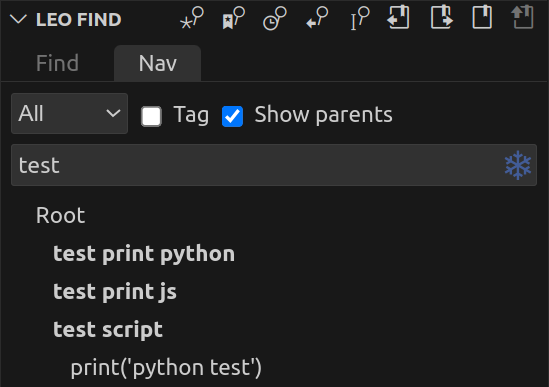 LEO FIND
Find Nav
All Tag Show parents
test
Root
test print python
test print js
test script
print('python test')